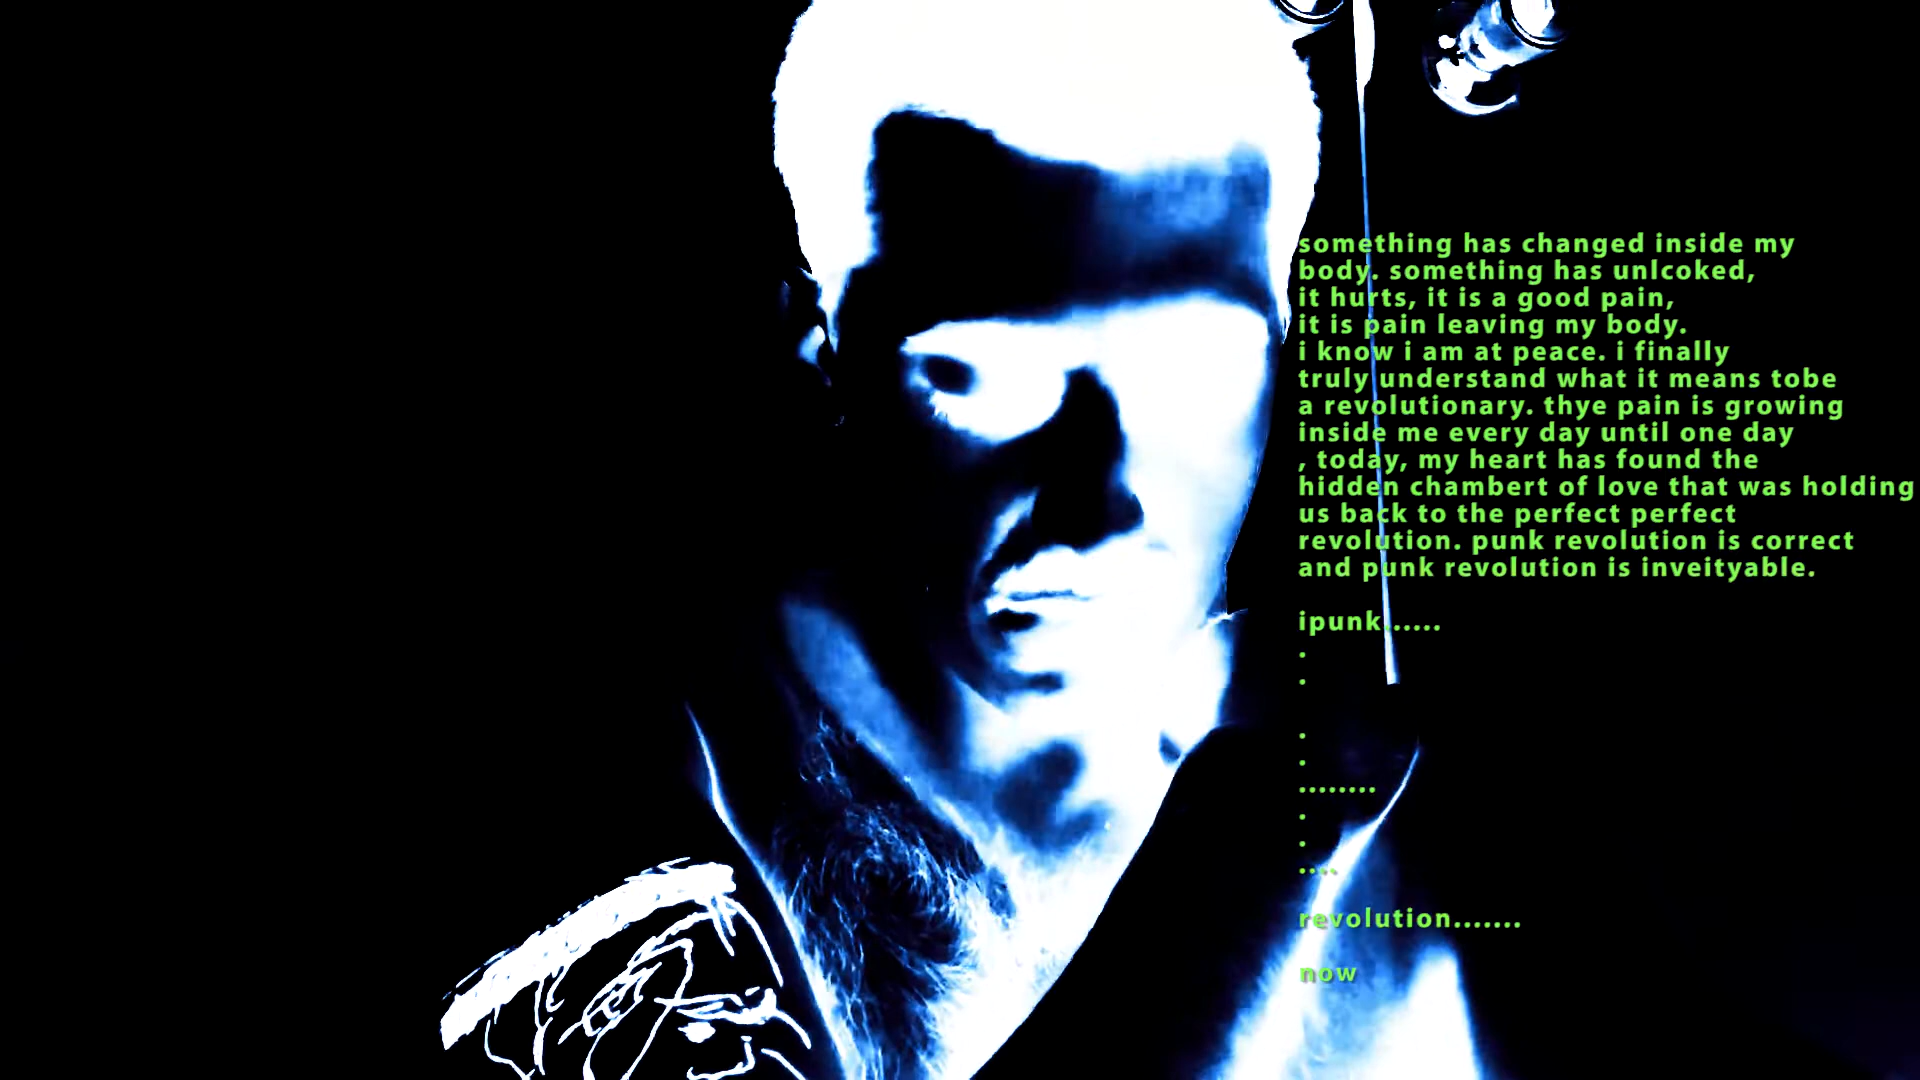 something has changed inside my
body. something has unlcoked,
it hurts, it is a good pain,
it is pain leaving my body.
i know i am at peace. i finally
truly understand what it means tobe
a revolutionary. thye pain is growing
inside me every day until one day
, today, my heart has found the
hidden chambert of love that was holding
us back to the perfect perfect
revolution. punk revolution is correct
and punk revolution is inveityable.
ipunk......
.
.
.
.
........
.
.
....
revolution.......
now